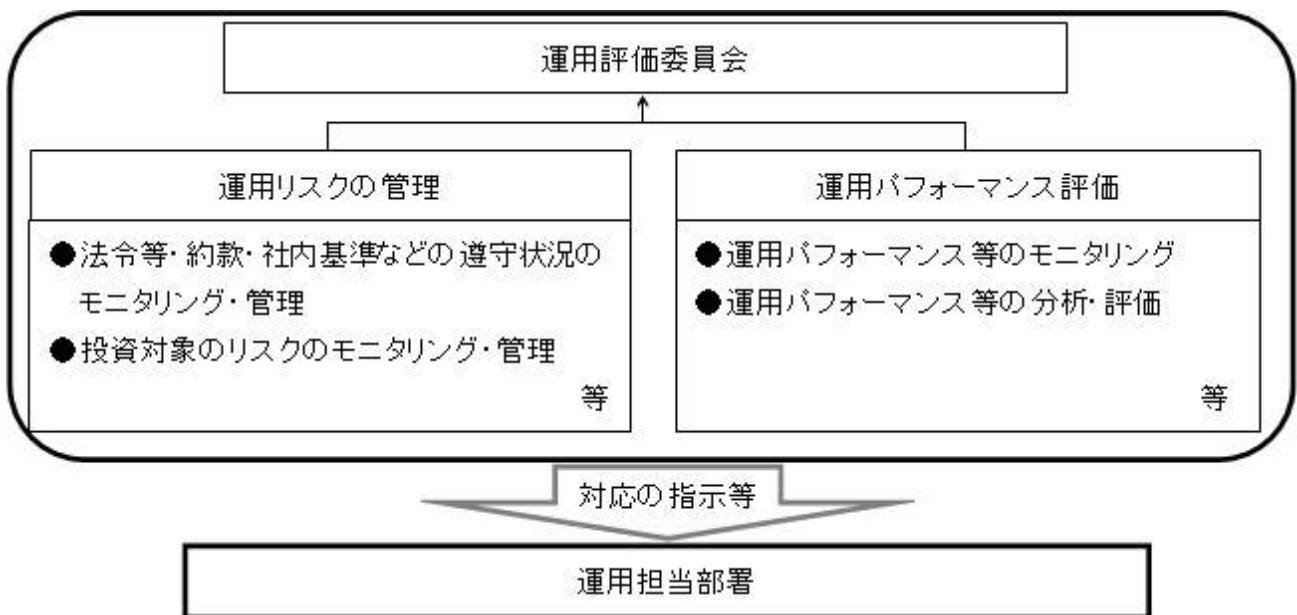 運用評価委員会
運用リスクの管理
●法令等・約款・社内基準などの遵守状況の
モニタリング・管理
●投資対象のリスクのモニタリング・管理
等
運用パフォーマンス評価
●運用パフォーマンス等のモニタリング
●運用パフォーマンス等の分析・評価
等
対応の指示等
運用担当部署